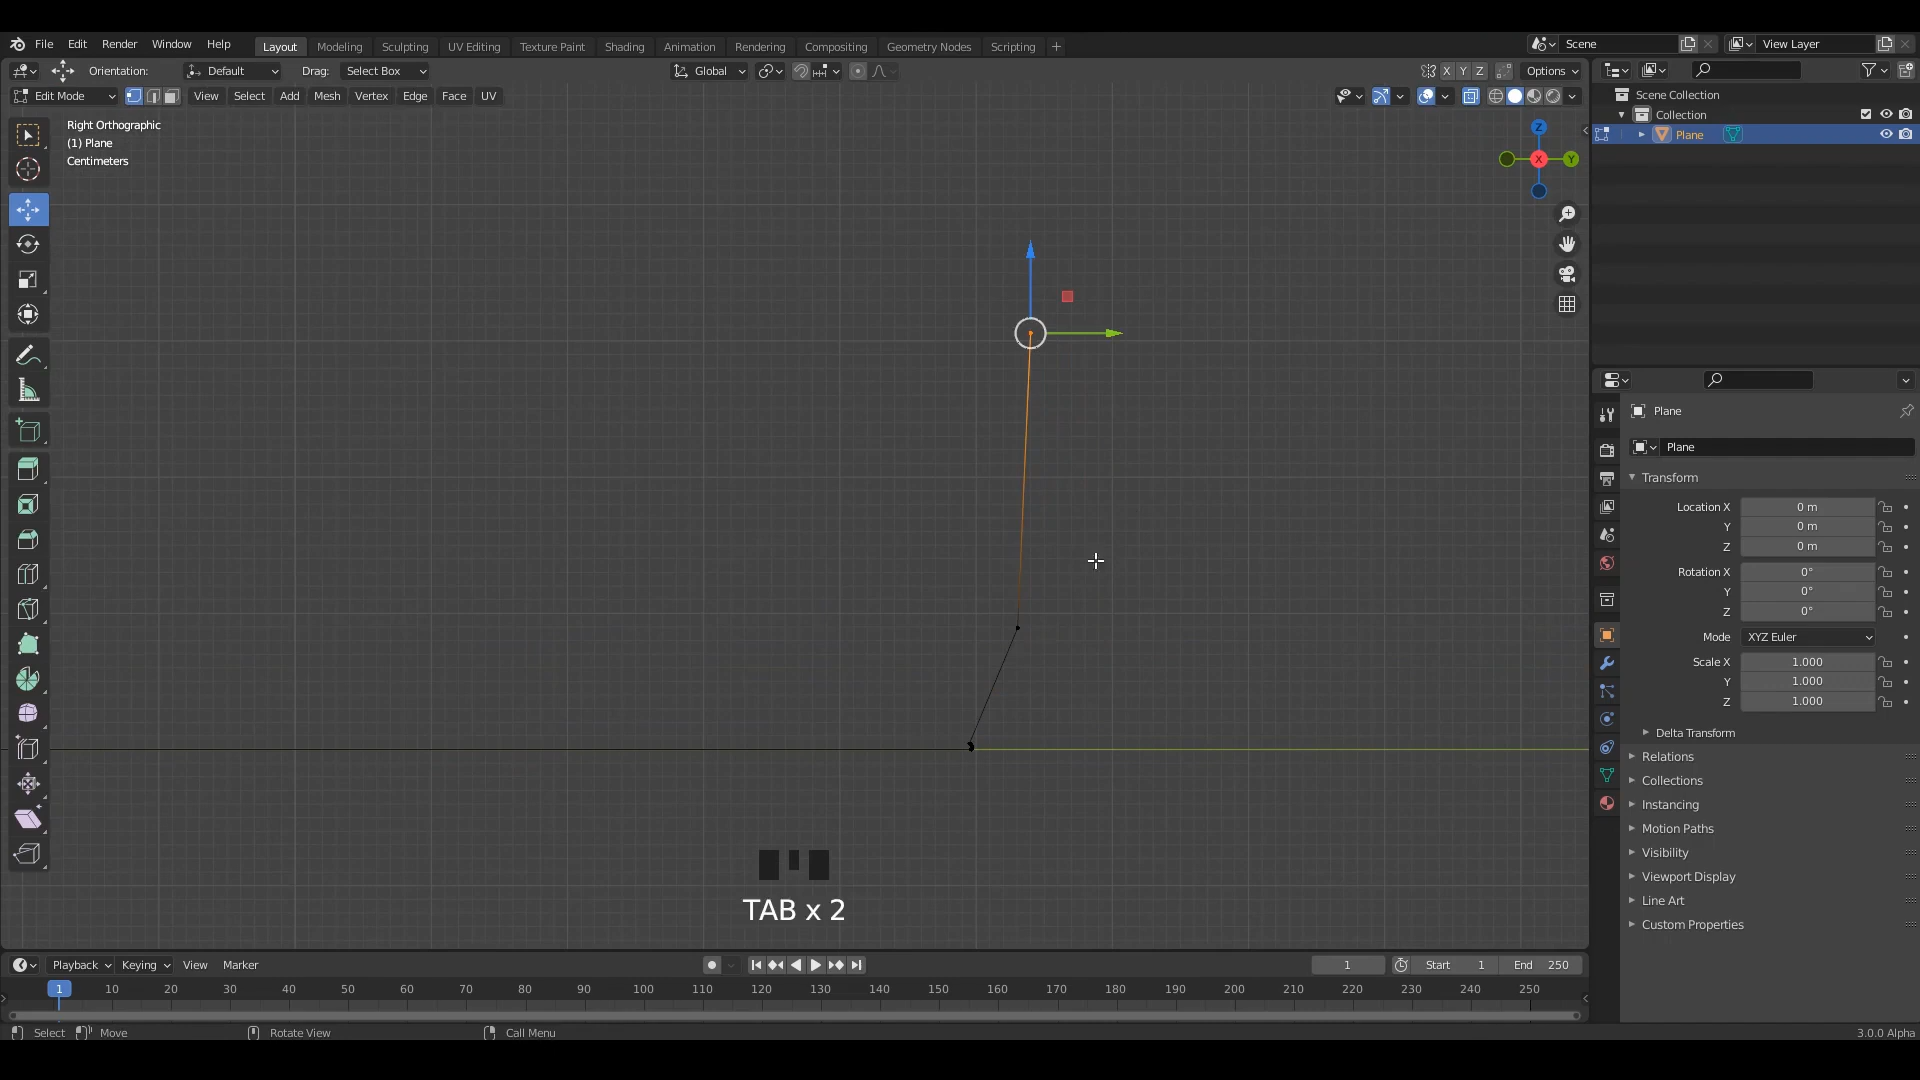 File Edit Render Window Help Layout Modeling Sculpting UV Editing Texture Paint Shading Animation Rendering Compositing Geometry Nodes Scripting + Scene View Layer
Orientation: Default Drag: Select Box Global X Y Z Options
Edit Mode View Select Add Mesh Vertex Edge Face UV
Scene Collection
Collection
Plane
Right Orthographic
(1) Plane
Centimeters
Z
X
Y
Plane
Plane
Transform
Location X 0 m
Y 0 m
Z 0 m
Rotation X 0°
Y 0°
Z 0°
Mode XYZ Euler
Scale X 1.000
Y 1.000
Z 1.000
Delta Transform
Relations
Collections
Instancing
Motion Paths
Visibility
Viewport Display
Line Art
Custom Properties
TAB x 2
Playback Keying View Marker 1 Start 1 End 250
1 10 20 30 40 50 60 70 80 90 100 110 120 130 140 150 160 170 180 190 200 210 220 230 240 250
Select Move Rotate View Call Menu 3.0.0 Alpha